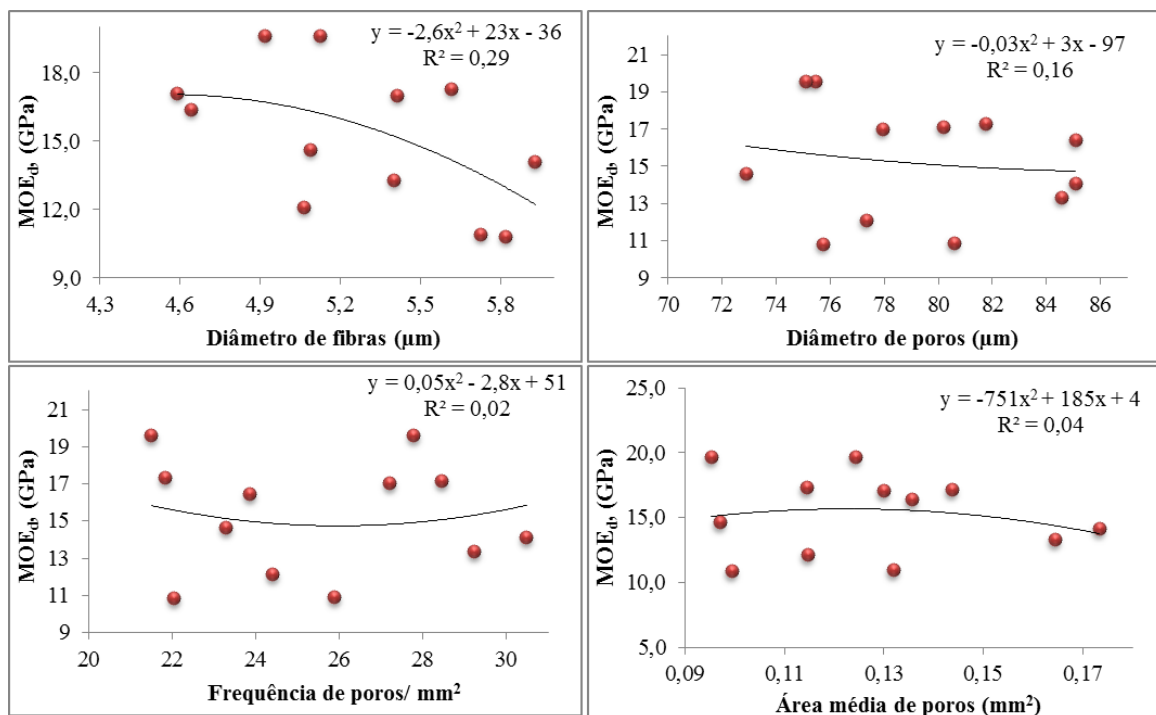 y = -2,6x² + 23x - 36
R² = 0,29
MOE_d, (GPa)
18,0
15,0
12,0
9,0
4,3 4,6 4,9 5,2 5,5 5,8
Diâmetro de fibras (µm)
y = -0,03x² + 3x - 97
R² = 0,16
MOE_d, (GPa)
21
19
17
15
13
11
9
70 72 74 76 78 80 82 84 86
Diâmetro de poros (µm)
y = 0,05x² - 2,8x + 51
R² = 0,02
MOE_d, (GPa)
21
19
17
15
13
11
9
20 22 24 26 28 30
Frequência de poros/ mm²
y = -751x² + 185x + 4
R² = 0,04
MOE_d, (GPa)
25,0
20,0
15,0
10,0
5,0
0,09 0,11 0,13 0,15 0,17
Área média de poros (mm²)